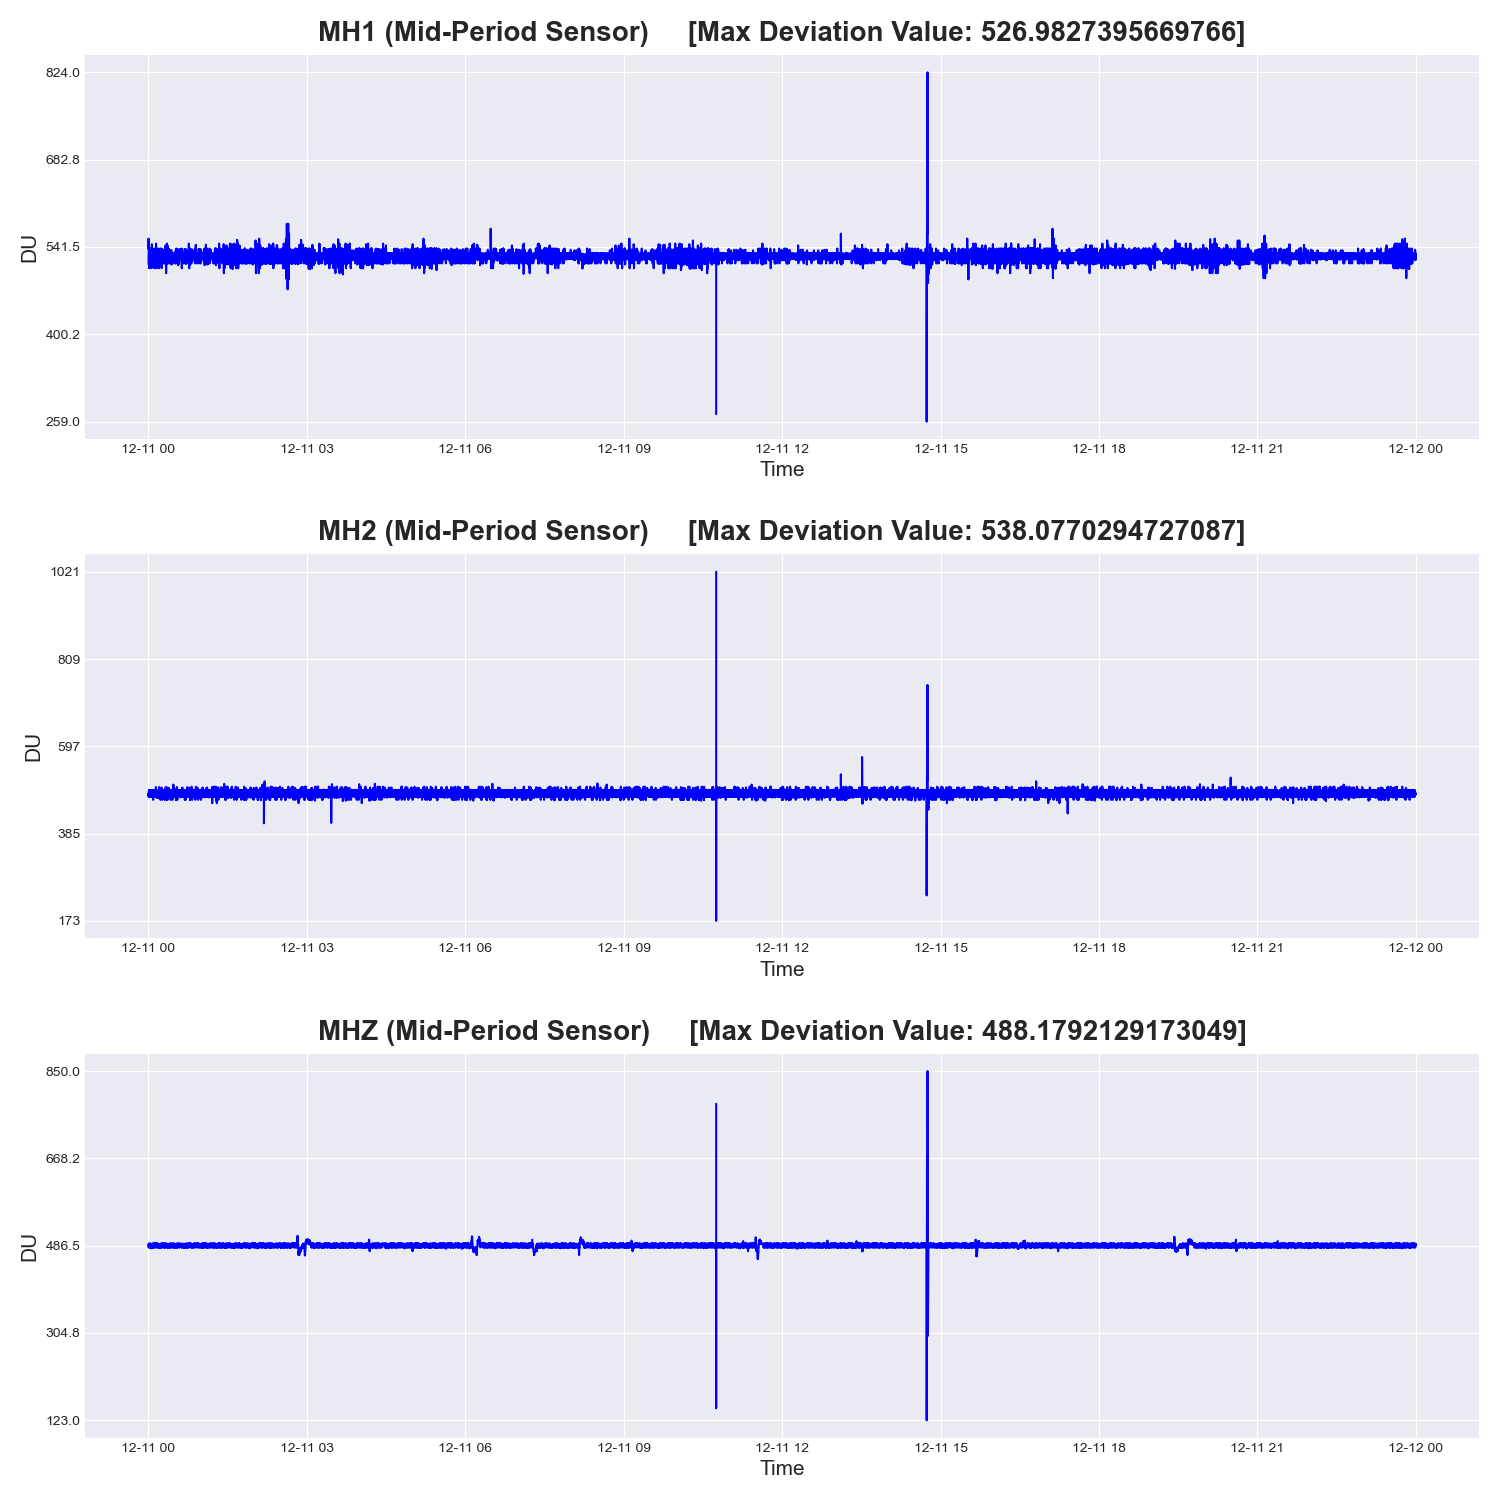 MH1 (Mid-Period Sensor) [Max Deviation Value: 526.9827395669766]
824.0
682.8
541.5
400.2
259.0
DU
12-11 00 12-11 03 12-11 06 12-11 09 12-11 12 12-11 15 12-11 18 12-11 21 12-12 00
Time
MH2 (Mid-Period Sensor) [Max Deviation Value: 538.0770294727087]
1021
809
597
385
173
DU
12-11 00 12-11 03 12-11 06 12-11 09 12-11 12 12-11 15 12-11 18 12-11 21 12-12 00
Time
MHZ (Mid-Period Sensor) [Max Deviation Value: 488.1792129173049]
850.0
668.2
486.5
304.8
123.0
DU
12-11 00 12-11 03 12-11 06 12-11 09 12-11 12 12-11 15 12-11 18 12-11 21 12-12 00
Time